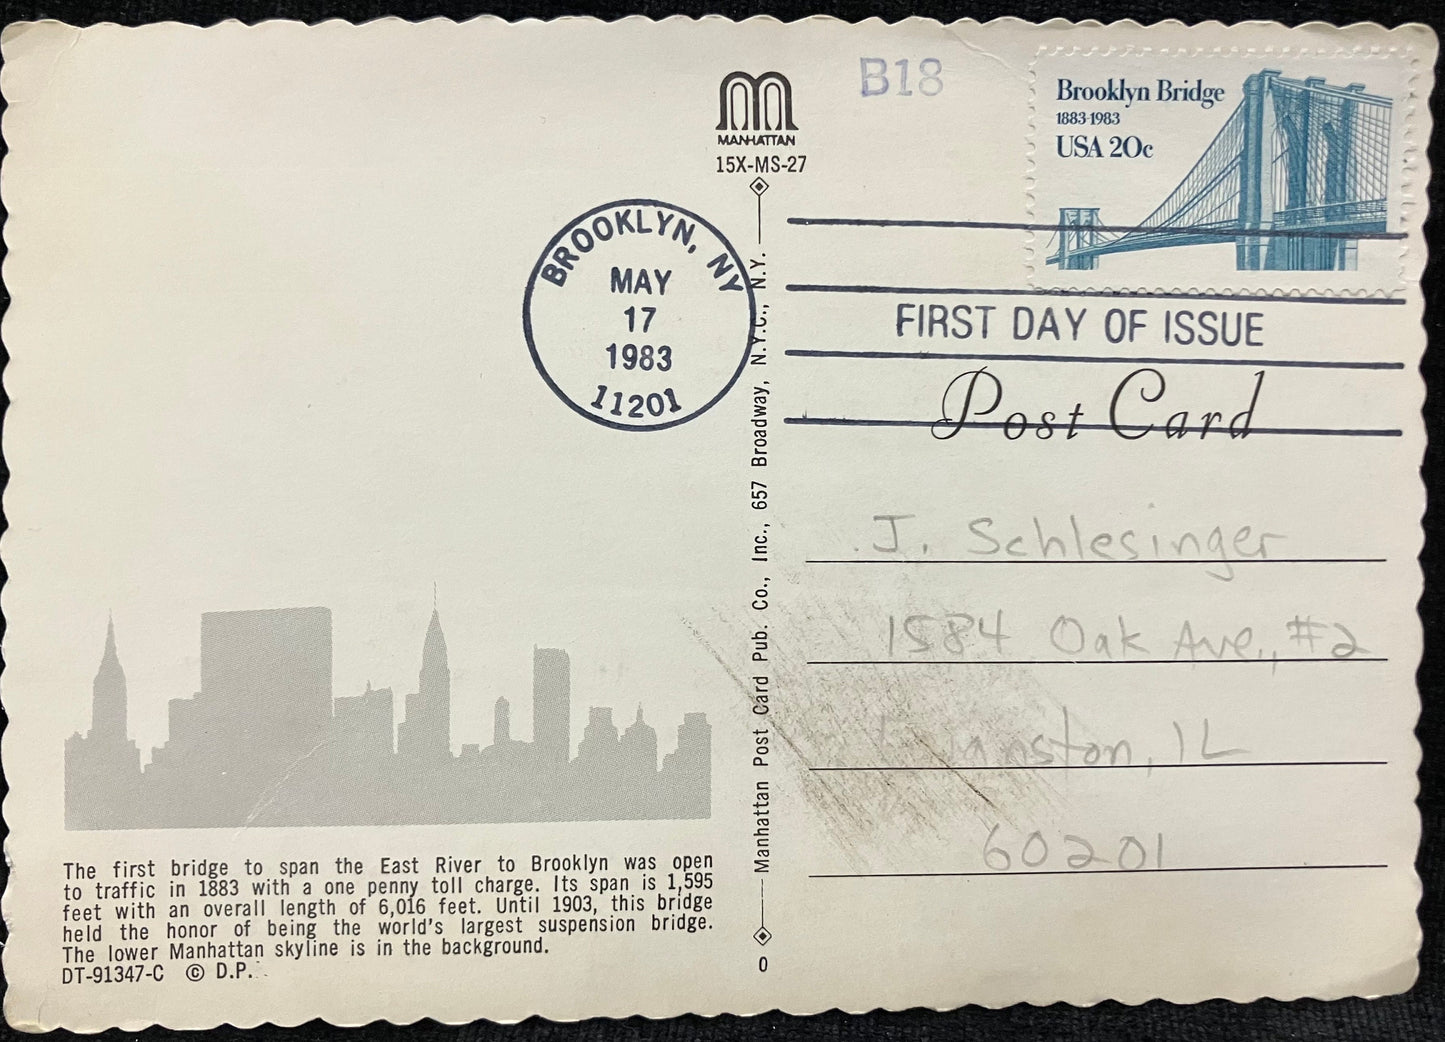 B18
MANHATTAN
15X-MS-27
Brooklyn Bridge
1883-1983
USA 20c
BROOKLYN, NY
MAY
17
1983
11201
FIRST DAY OF ISSUE
Post Card
J. Schlesinger
1584 Oak Ave., #2
IL
60201
Manhattan Post Card Pub. Co., Inc., 657 Broadway, N.Y.C., N.Y.
0
The first bridge to span the East River to Brooklyn was open
to traffic in 1883 with a one penny toll charge. Its span is 1,595
feet with an overall length of 6,016 feet. Until 1903, this bridge
held the honor of being the world's largest suspension bridge.
The lower Manhattan skyline is in the background.
DT-91347-C © D.P.